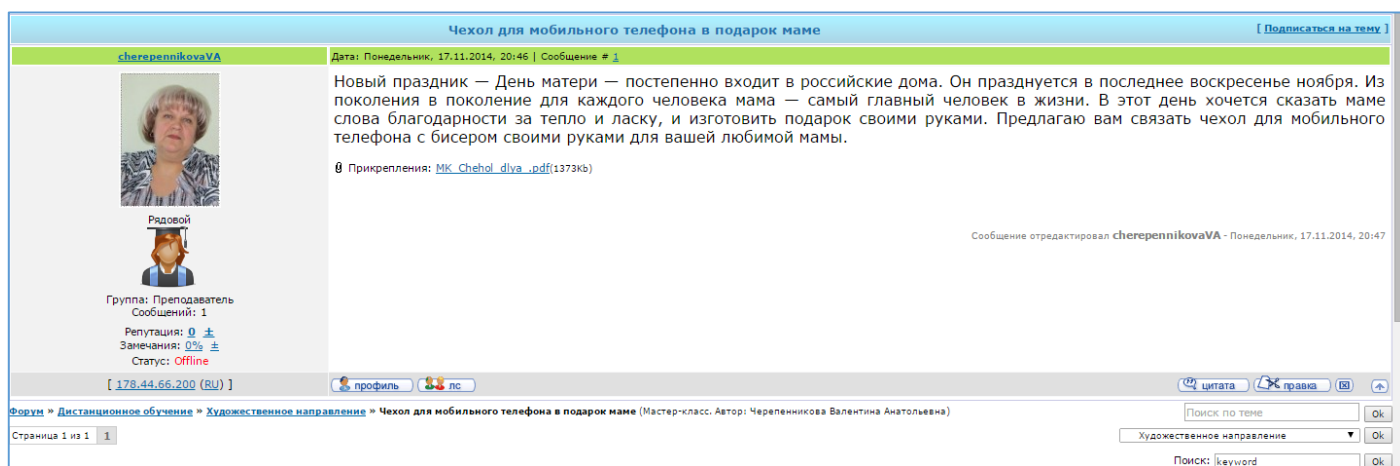 Чехол для мобильного телефона в подарок маме
[ Подписаться на тему ]
cherepennikovaVA
Дата: Понедельник, 17.11.2014, 20:46 | Сообщение # 1
Новый праздник — День матери — постепенно входит в российские дома. Он празднуется в последнее воскресенье ноября. Из
поколения в поколение для каждого человека мама — самый главный человек в жизни. В этот день хочется сказать маме
слова благодарности за тепло и ласку, и изготовить подарок своими руками. Предлагаю вам связать чехол для мобильного
телефона с бисером своими руками для вашей любимой мамы.
Прикрепления: MK_Chehol_dlya_.pdf(1373Kb)
Сообщение отредактировал cherepennikovaVA - Понедельник, 17.11.2014, 20:47
Рядовой
Группа: Преподаватель
Сообщений: 1
Репутация: 0 ±
Замечания: 0% ±
Статус: Offline
[ 178.44.66.200 (RU) ]
профиль
лс
цитата
правка
Форум » Дистанционное обучение » Художественное направление » Чехол для мобильного телефона в подарок маме (Мастер-класс. Автор: Черепенникова Валентина Анатольевна)
Поиск по теме
Ok
Страница 1 из 1 1
Художественное направление
Ok
Поиск: keyword
Ok